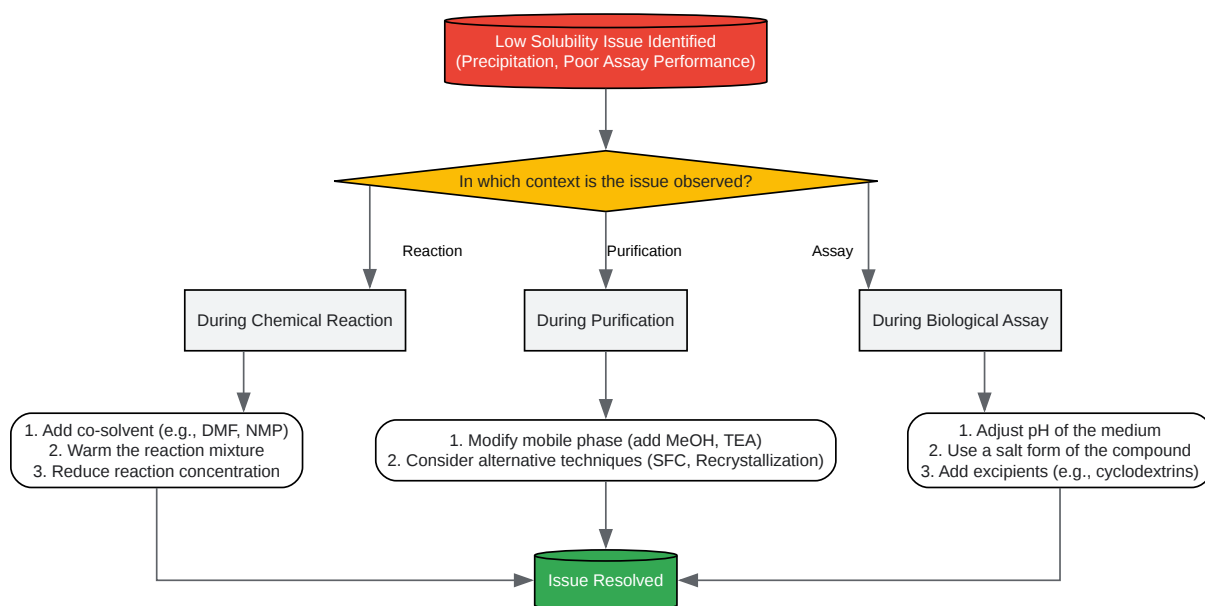 Low Solubility Issue Identified
(Precipitation, Poor Assay Performance)
In which context is the issue observed?
Reaction
Purification
Assay
During Chemical Reaction
During Purification
During Biological Assay
1. Add co-solvent (e.g., DMF, NMP)
2. Warm the reaction mixture
3. Reduce reaction concentration
1. Modify mobile phase (add MeOH, TEA)
2. Consider alternative techniques (SFC, Recrystallization)
1. Adjust pH of the medium
2. Use a salt form of the compound
3. Add excipients (e.g., cyclodextrins)
Issue Resolved